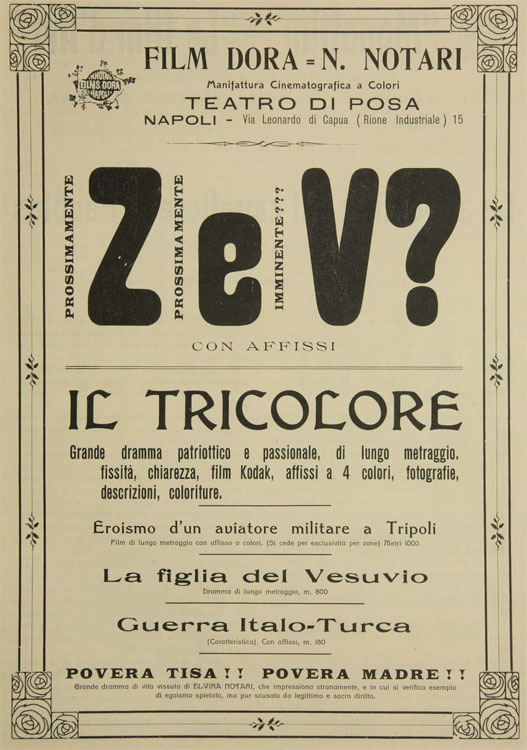 FILM DORA = N. NOTARI
Manifattura Cinematografica a Colori
TEATRO DI POSA
NAPOLI – Via Leonardo di Capua (Rione Industriale) 15
FILMS DORA
NAPOLI
PROSSIMAMENTE
Z
PROSSIMAMENTE
e
IMMINENTE???
V?
CON AFFISSI
IL TRICOLORE
Grande dramma patriottico e passionale, di lungo metraggio.
fissità, chiarezza, film Kodak, affissi a 4 colori, fotografie,
descrizioni, coloriture.
Eroismo d'un aviatore militare a Tripoli
Film di lungo metraggio con affisso a colori. (Si cede per esclusività per zone) Metri 1000
La figlia del Vesuvio
Dramma di lungo metraggio, m. 800
Guerra Italo-Turca
(Caratteristica). Con affissi, m. 180
POVERA TISA!! POVERA MADRE!!
Grande dramma di vita vissuta di ELVIRA NOTARI, che impressiona stranamente, e in cui si verifica esempio
di egoismo spietato, ma pur scusato da legittimo e sacro diritto.